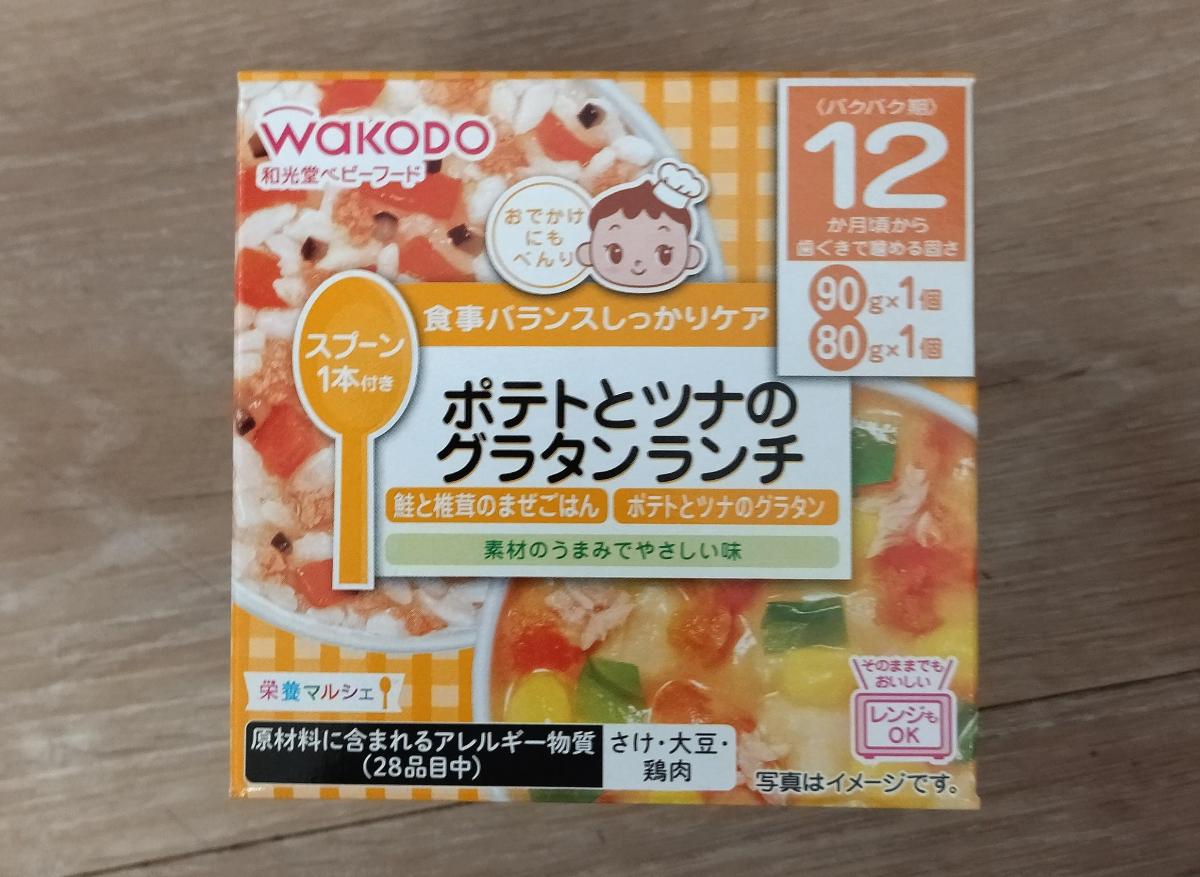 WAKODO
和光堂ベビーフード
おでかけ
にも
べんり
〈パクパク期〉
12
か月頃から
歯ぐきで噛める固さ
90g×1個
80g×1個
食事バランスしっかりケア
スプーン
1本付き
ポテトとツナの
グラタンランチ
鮭と椎茸のまぜごはん ポテトとツナのグラタン
素材のうまみでやさしい味
栄養マルシェ
そのままでも
おいしい
レンジも
OK
原材料に含まれるアレルギー物質
(28品目中)
さけ・大豆・
鶏肉
写真はイメージです。